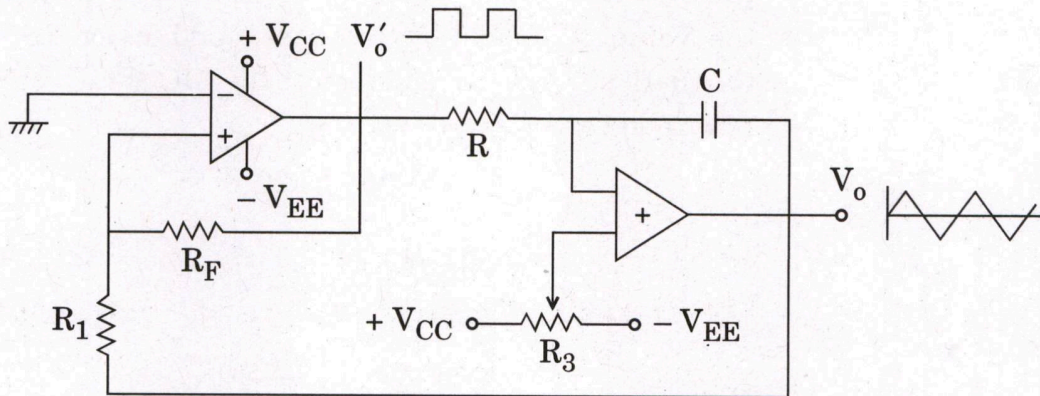 + V_CC
V'_o
C
−
+
R
− V_EE
V_o
+
R_F
R_1
+ V_CC
− V_EE
R_3